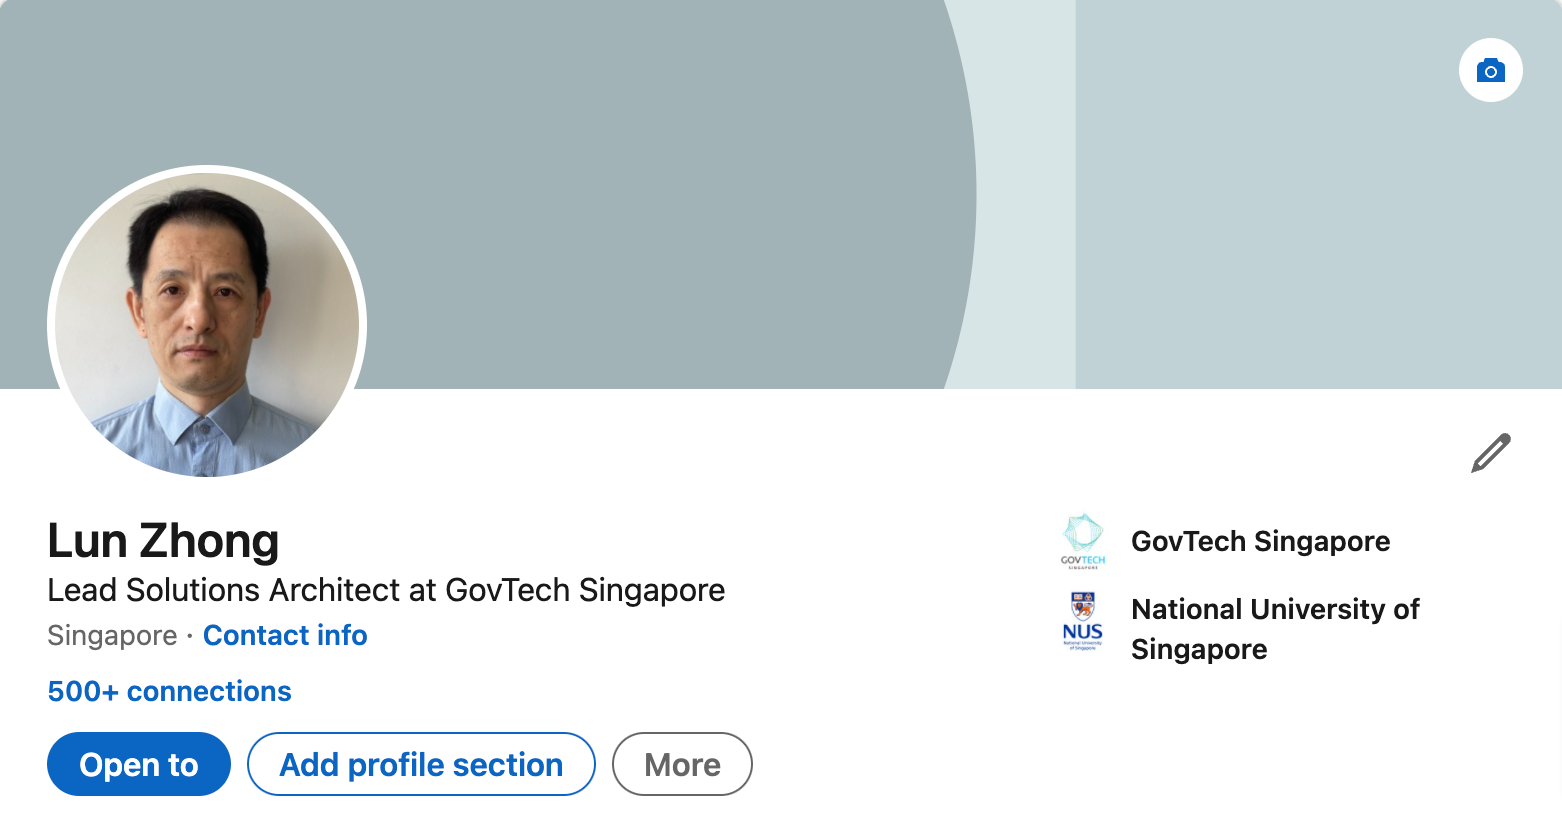 Lun Zhong
Lead Solutions Architect at GovTech Singapore
Singapore · Contact info
500+ connections
Open to
Add profile section
More
GOVTECH
SINGAPORE
GovTech Singapore
NUS
National University
of Singapore
National University of
Singapore